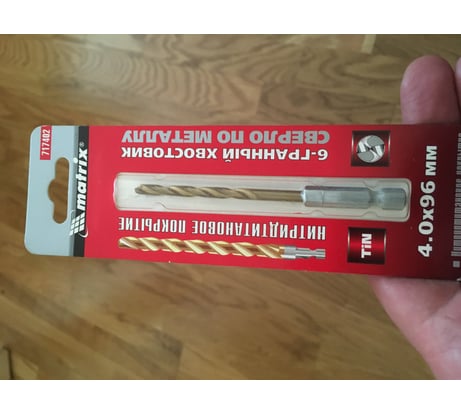 717402
matrix®
СВЕРЛО ПО МЕТАЛЛУ
6-ГРАННЫЙ ХВОСТОВИК
НИТРИДТИТАНОВОЕ ПОКРЫТИЕ
TiN
4.0x96 мм